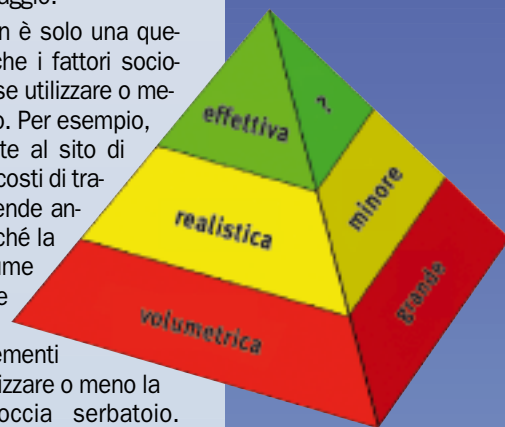 aggio.
n è solo una que-
che i fattori socio-
se utilizzare o me-
o. Per esempio,
te al sito di
costi di tra-
ende an-
ché la
ume
e
ementi
izzare o meno la
occia serbatoio.
effettiva
?
realistica
minore
volumetrica
grande